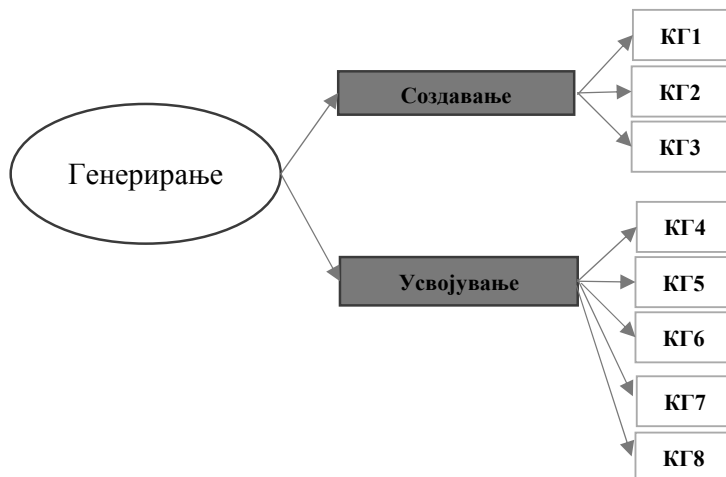 Генерирање
Создавање
КГ1
КГ2
КГ3
Усвојување
КГ4
КГ5
КГ6
КГ7
КГ8